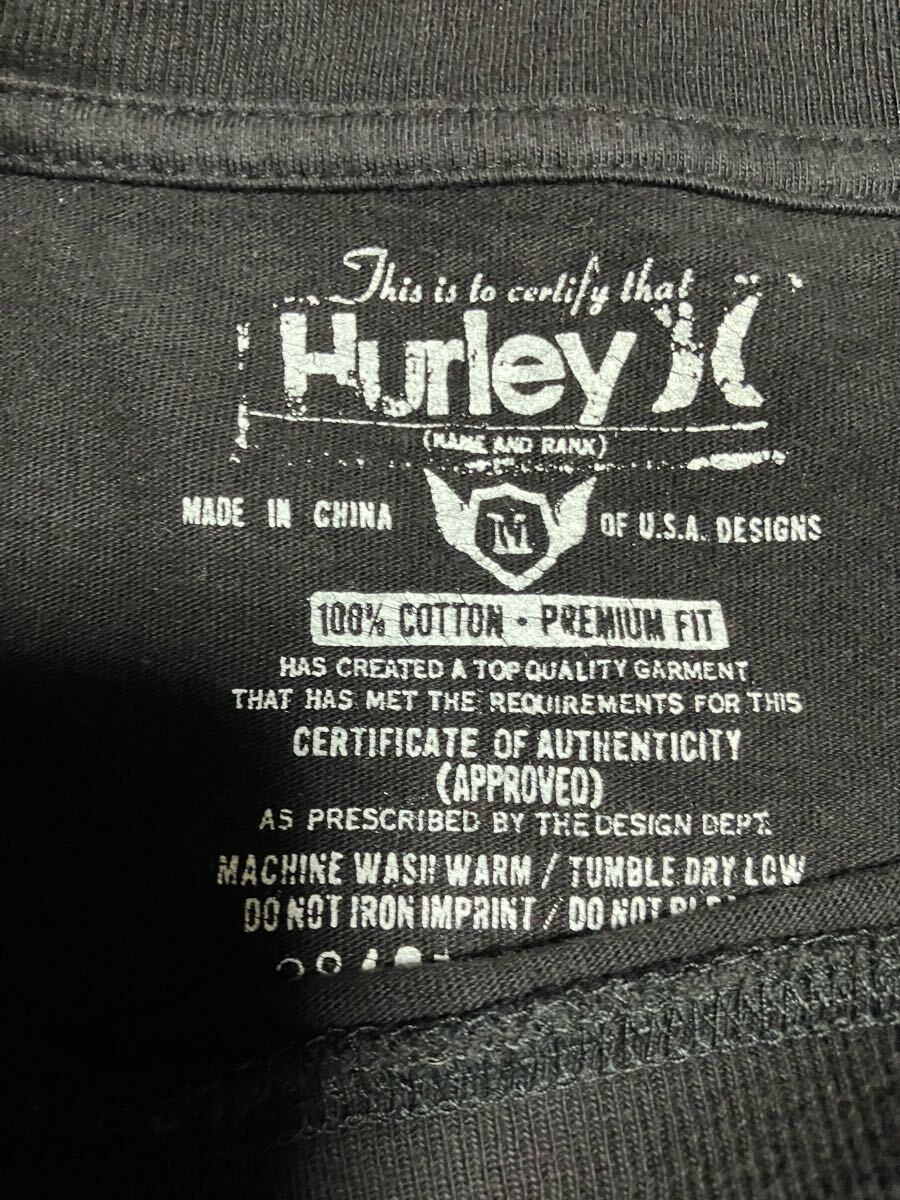 This is to certify that
Hurley
(NAME AND RANK)
MADE IN CHINA M OF U.S.A. DESIGNS
100% COTTON • PREMIUM FIT
HAS CREATED A TOP QUALITY GARMENT
THAT HAS MET THE REQUIREMENTS FOR THIS
CERTIFICATE OF AUTHENTICITY
(APPROVED)
AS PRESCRIBED BY THE DESIGN DEPT.
MACHINE WASH WARM / TUMBLE DRY LOW
DO NOT IRON IMPRINT / DO NOT